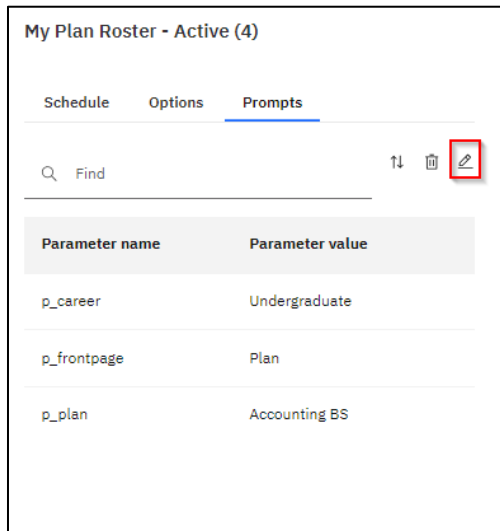 My Plan Roster - Active (4)
Schedule Options Prompts
Find
Parameter name Parameter value
p_career Undergraduate
p_frontpage Plan
p_plan Accounting BS